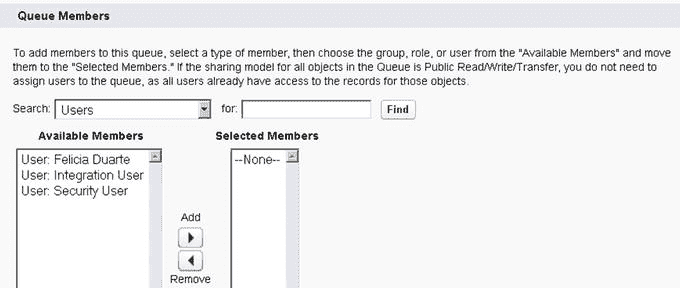 Queue Members
To add members to this queue, select a type of member, then choose the group, role, or user from the "Available Members" and move
them to the "Selected Members." If the sharing model for all objects in the Queue is Public Read/Write/Transfer, you do not need to
assign users to the queue, as all users already have access to the records for those objects.
Search: Users for: Find
Available Members Selected Members
User: Felicia Duarte --None--
User: Integration User
User: Security User
Add
Remove